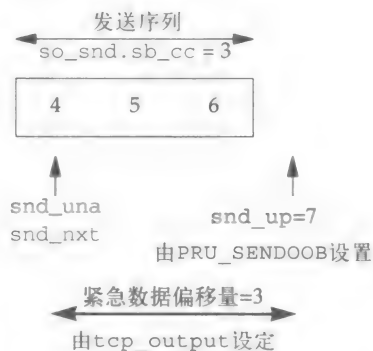 发送序列
so_snd.sb_cc = 3
4 5 6
snd_una
snd_nxt
snd_up=7
由PRU_SENDOOB设置
紧急数据偏移量=3
由tcp_output设定